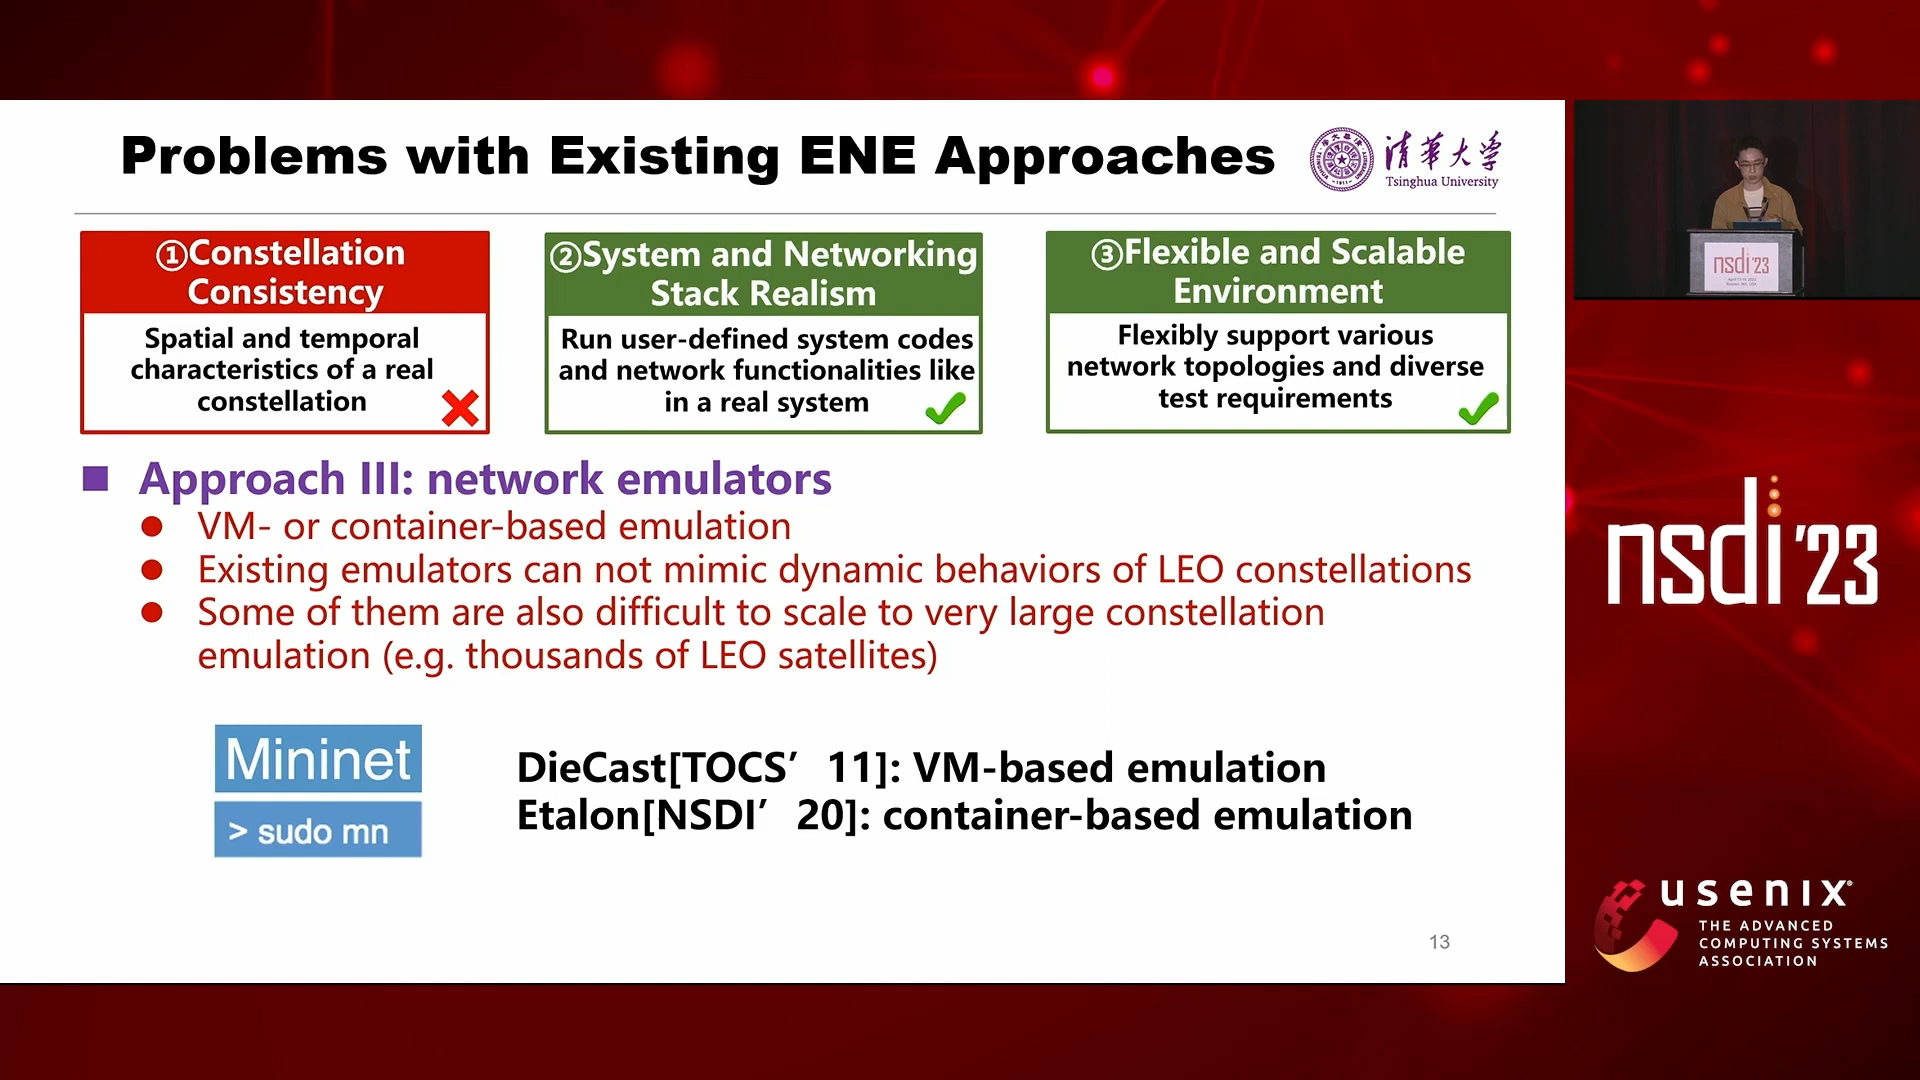 Problems with Existing ENE Approaches
清华大学
Tsinghua University
①Constellation
Consistency
Spatial and temporal
characteristics of a real
constellation
②System and Networking
Stack Realism
Run user-defined system codes
and network functionalities like
in a real system
③Flexible and Scalable
Environment
Flexibly support various
network topologies and diverse
test requirements
Approach III: network emulators
VM- or container-based emulation
Existing emulators can not mimic dynamic behaviors of LEO constellations
Some of them are also difficult to scale to very large constellation
emulation (e.g. thousands of LEO satellites)
Mininet
> sudo mn
DieCast[TOCS’ 11]: VM-based emulation
Etalon[NSDI’ 20]: container-based emulation
13
nsdi'23
nsdi'23
usenix®
THE ADVANCED
COMPUTING SYSTEMS
ASSOCIATION